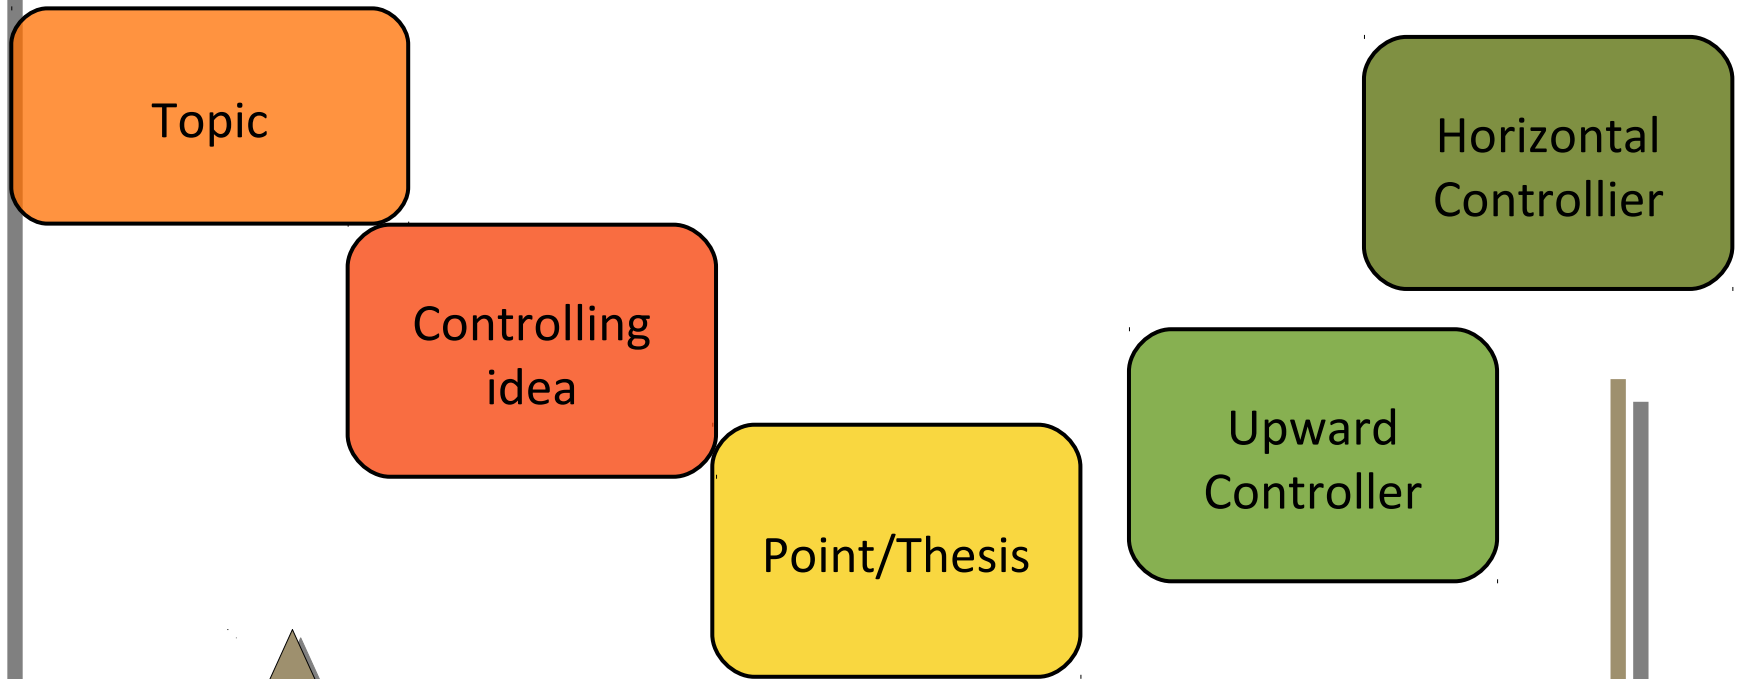 Topic
Controlling
idea
Point/Thesis
Upward
Controller
Horizontal
Controllier